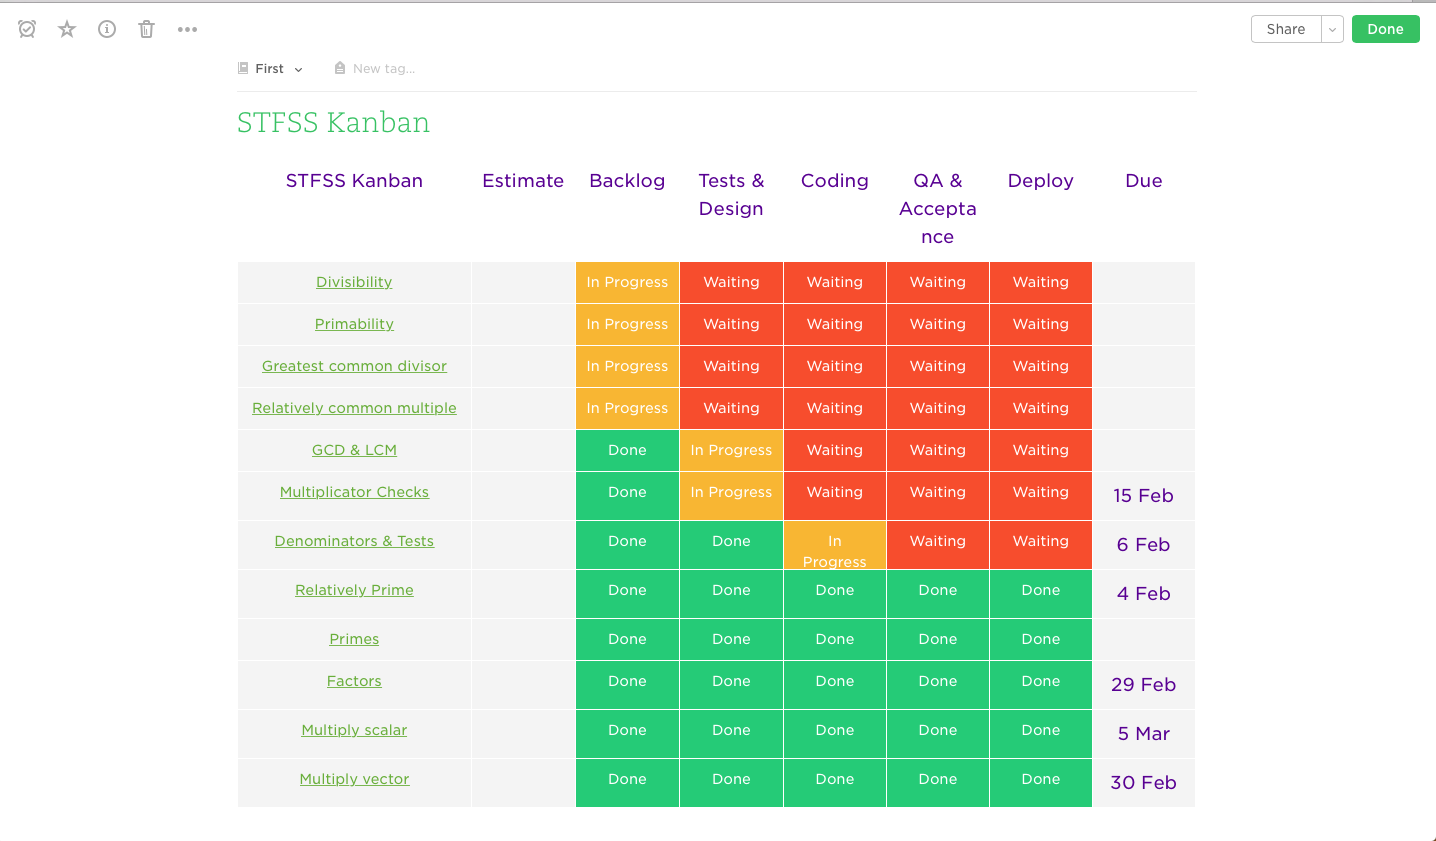 Share
Done
First
New tag...
STFSS Kanban
STFSS Kanban Estimate Backlog Tests & Coding QA & Deploy Due
Design Accepta
nce
Divisibility In Progress Waiting Waiting Waiting Waiting
Primability In Progress Waiting Waiting Waiting Waiting
Greatest common divisor In Progress Waiting Waiting Waiting Waiting
Relatively common multiple In Progress Waiting Waiting Waiting Waiting
GCD & LCM Done In Progress Waiting Waiting Waiting
Multiplicator Checks Done In Progress Waiting Waiting Waiting 15 Feb
Denominators & Tests Done Done In Waiting Waiting 6 Feb
Progress
Relatively Prime Done Done Done Done Done 4 Feb
Primes Done Done Done Done Done
Factors Done Done Done Done Done 29 Feb
Multiply scalar Done Done Done Done Done 5 Mar
Multiply vector Done Done Done Done Done 30 Feb